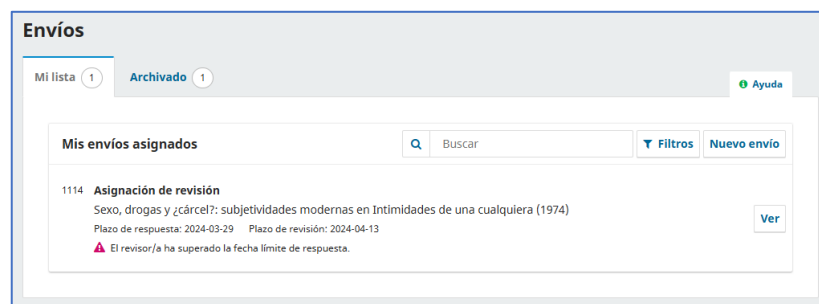 Envíos
Mi lista 1 Archivado 1
Ayuda
Mis envíos asignados Buscar Filtros Nuevo envío
1114 Asignación de revisión
Sexo, drogas y ¿cárcel?: subjetividades modernas en Intimidades de una cualquiera (1974)
Ver
Plazo de respuesta: 2024-03-29 Plazo de revisión: 2024-04-13
El revisor/a ha superado la fecha límite de respuesta.